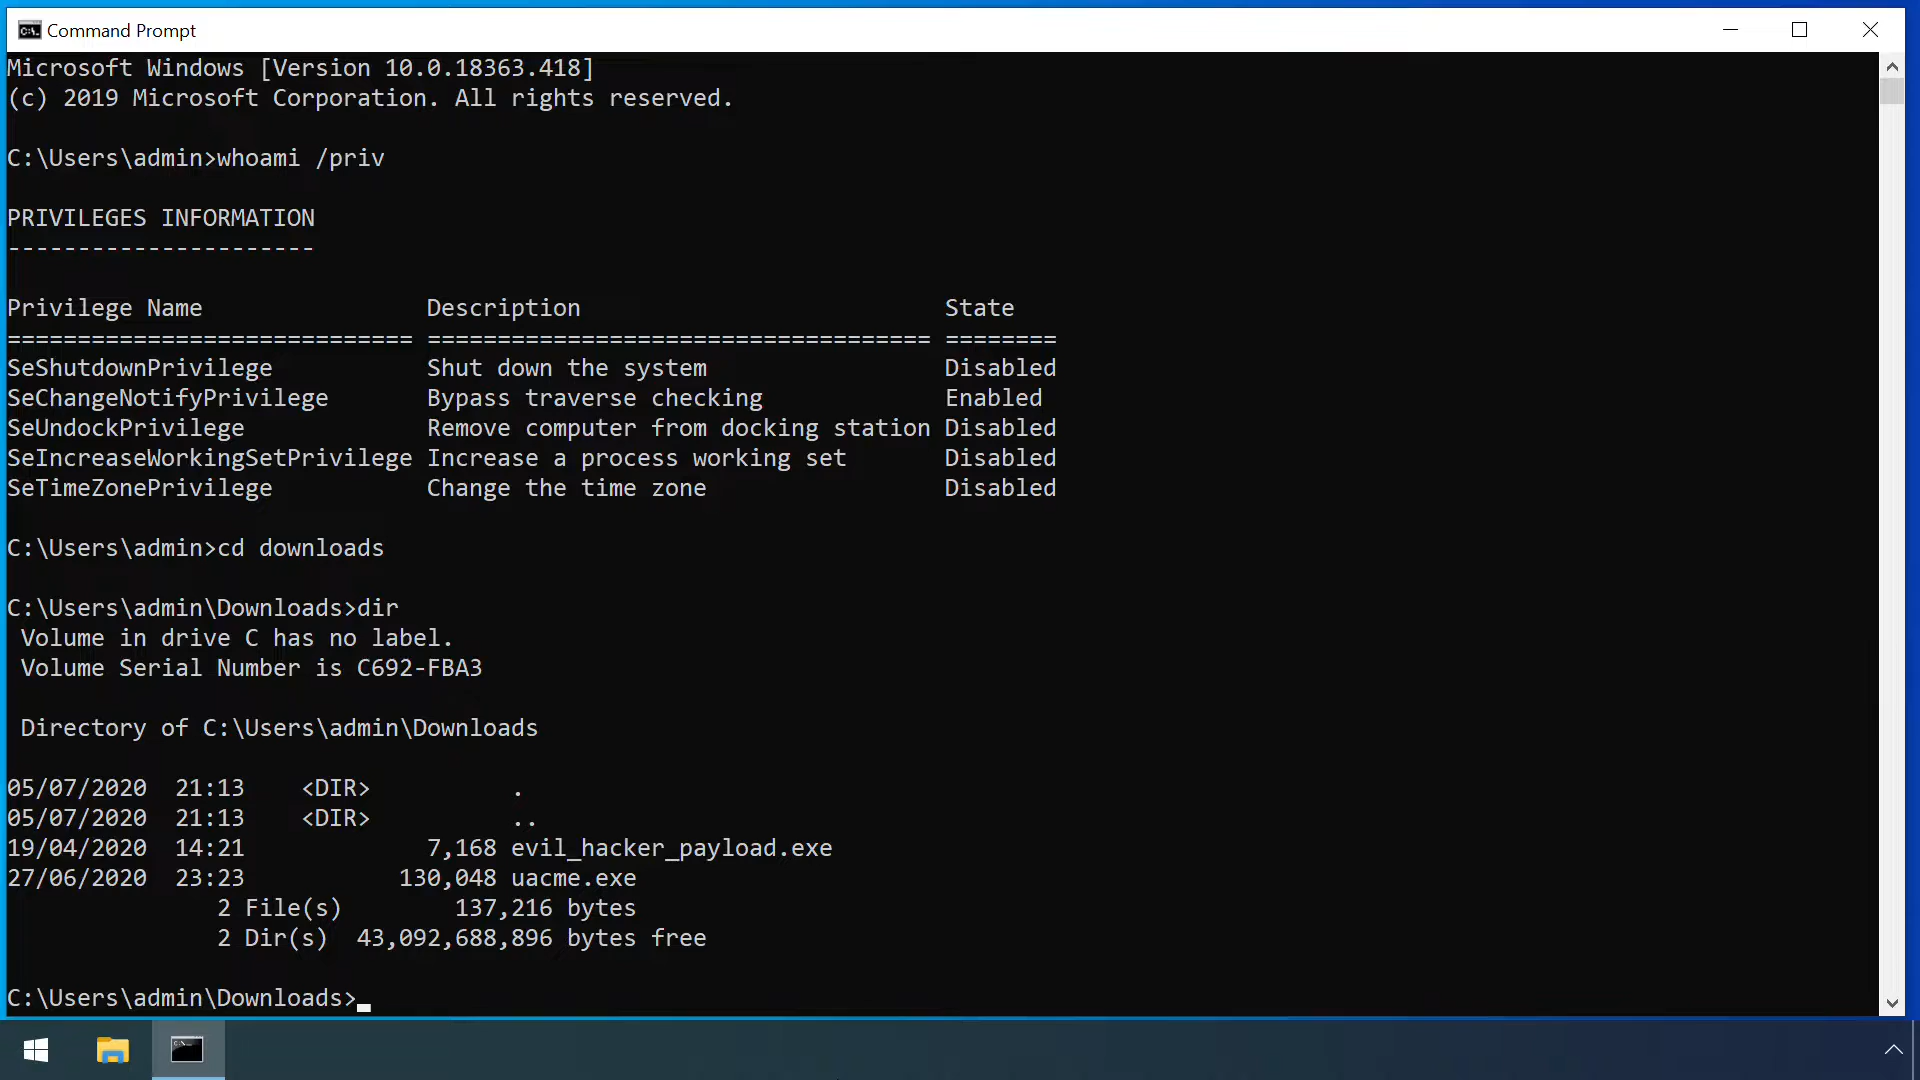 Command Prompt
Microsoft Windows [Version 10.0.18363.418]
(c) 2019 Microsoft Corporation. All rights reserved.
C:\Users\admin>whoami /priv
PRIVILEGES INFORMATION
----------------------
Privilege Name                Description                          State
============================= ==================================== ========
SeShutdownPrivilege           Shut down the system                 Disabled
SeChangeNotifyPrivilege       Bypass traverse checking             Enabled
SeUndockPrivilege             Remove computer from docking station Disabled
SeIncreaseWorkingSetPrivilege Increase a process working set       Disabled
SeTimeZonePrivilege           Change the time zone                 Disabled
C:\Users\admin>cd downloads
C:\Users\admin\Downloads>dir
 Volume in drive C has no label.
 Volume Serial Number is C692-FBA3
 Directory of C:\Users\admin\Downloads
05/07/2020  21:13    <DIR>          .
05/07/2020  21:13    <DIR>          ..
19/04/2020  14:21             7,168 evil_hacker_payload.exe
27/06/2020  23:23           130,048 uacme.exe
               2 File(s)        137,216 bytes
               2 Dir(s)  43,092,688,896 bytes free
C:\Users\admin\Downloads>